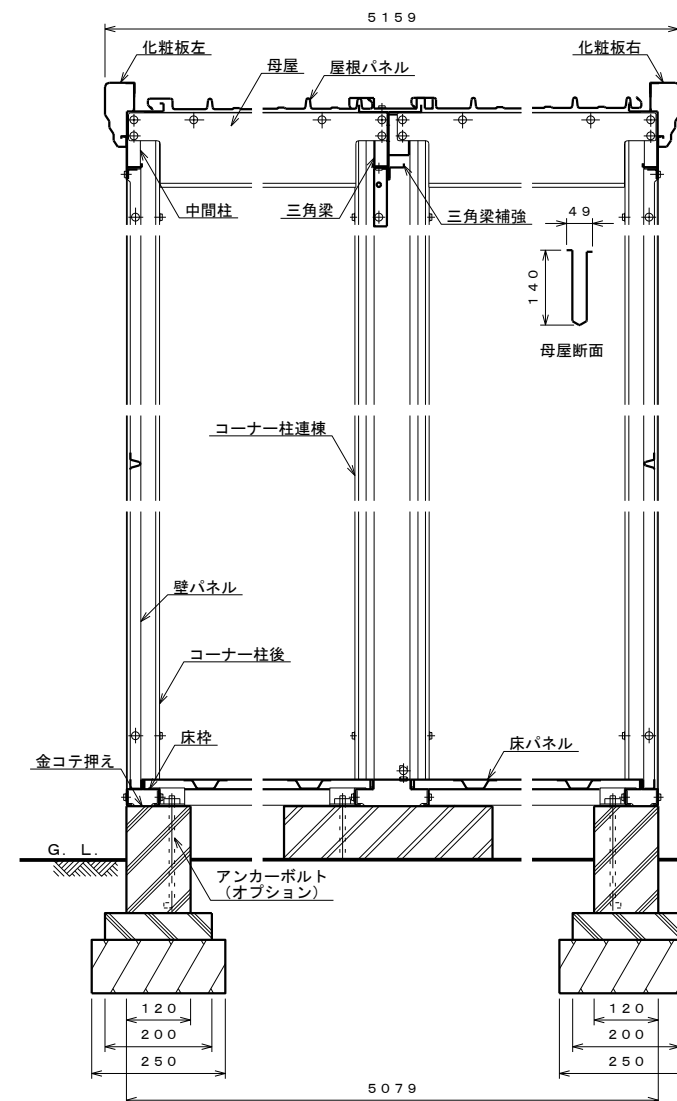 5159
化粧板左
化粧板右
母屋
屋根パネル
中間柱
三角梁
三角梁補強
49
140
母屋断面
コーナー柱連棟
壁パネル
コーナー柱後
床枠
床パネル
金コテ押え
G. L.
アンカーボルト
(オプション)
120
120
200
200
250
250
5079